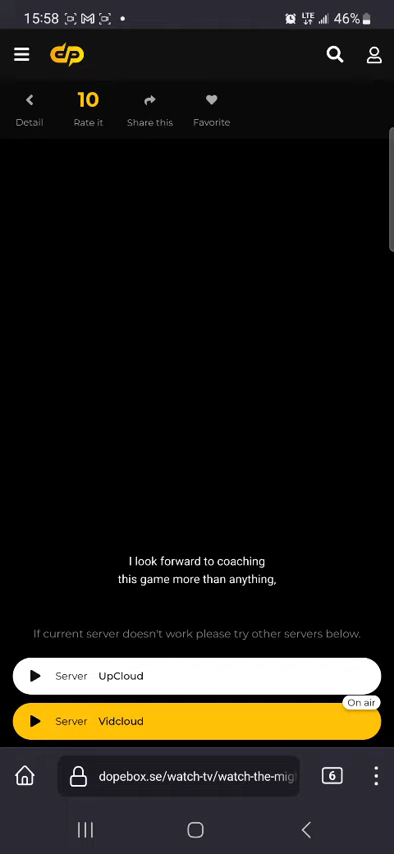 15:58
LTE
46%
dp
10
Detail
Rate it
Share this
Favorite
I look forward to coaching
this game more than anything,
If current server doesn't work please try other servers below.
Server UpCloud
On air
Server Vidcloud
dopebox.se/watch-tv/watch-the-mig
6